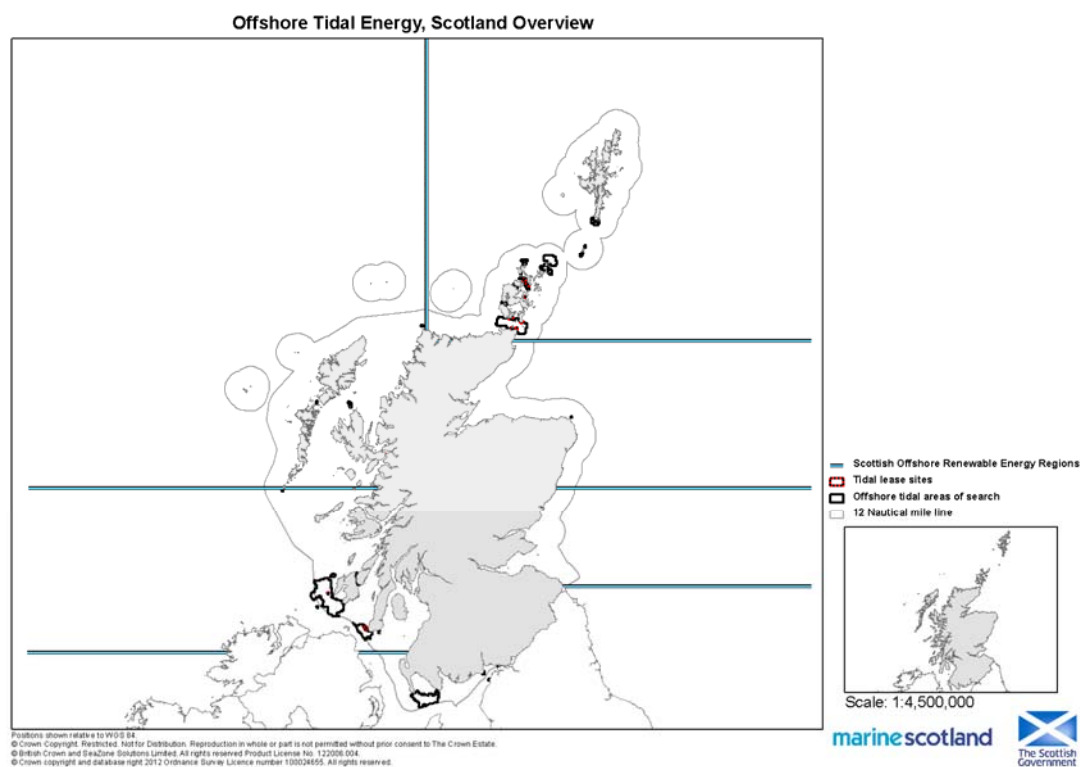 Offshore Tidal Energy, Scotland Overview
Scottish Offshore Renewable Energy Regions
Tidal lease sites
Offshore tidal areas of search
12 Nautical mile line
Scale: 1:4,500,000
marinescotland
The Scottish
Government
Positions shown relative to WGS 84.
© Crown Copyright. Restricted. Not for Distribution. Reproduction in whole or part is not permitted without prior consent to The Crown Estate.
© British Crown and SeaZone Solutions Limited. All rights reserved Product License No. 122006.004.
© Crown copyright and database right 2012 Ordnance Survey Licence number 100024655. All rights reserved.